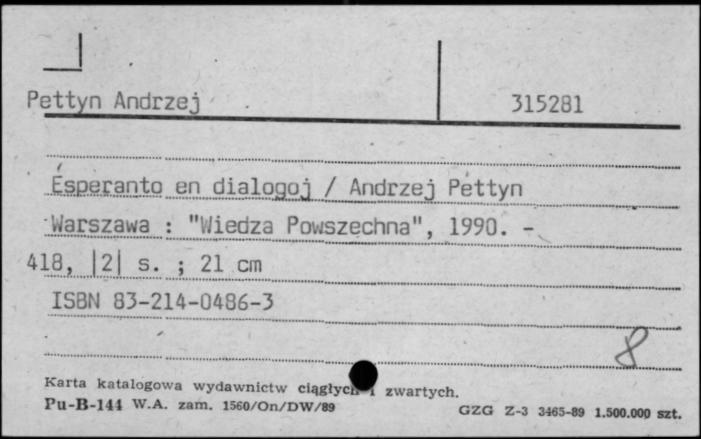 Pettyn Andrzej
315281
Esperanto en dialogoj / Andrzej Pettyn
Warszawa : "Wiedza Powszechna", 1990. -
418, |2| s. ; 21 cm
ISBN 83-214-0486-3
8
Karta katalogowa wydawnictw ciągłych i zwartych.
Pu-B-144 W.A. zam. 1560/On/DW/89
GZG Z-3 3465-89 1.500.000 szt.